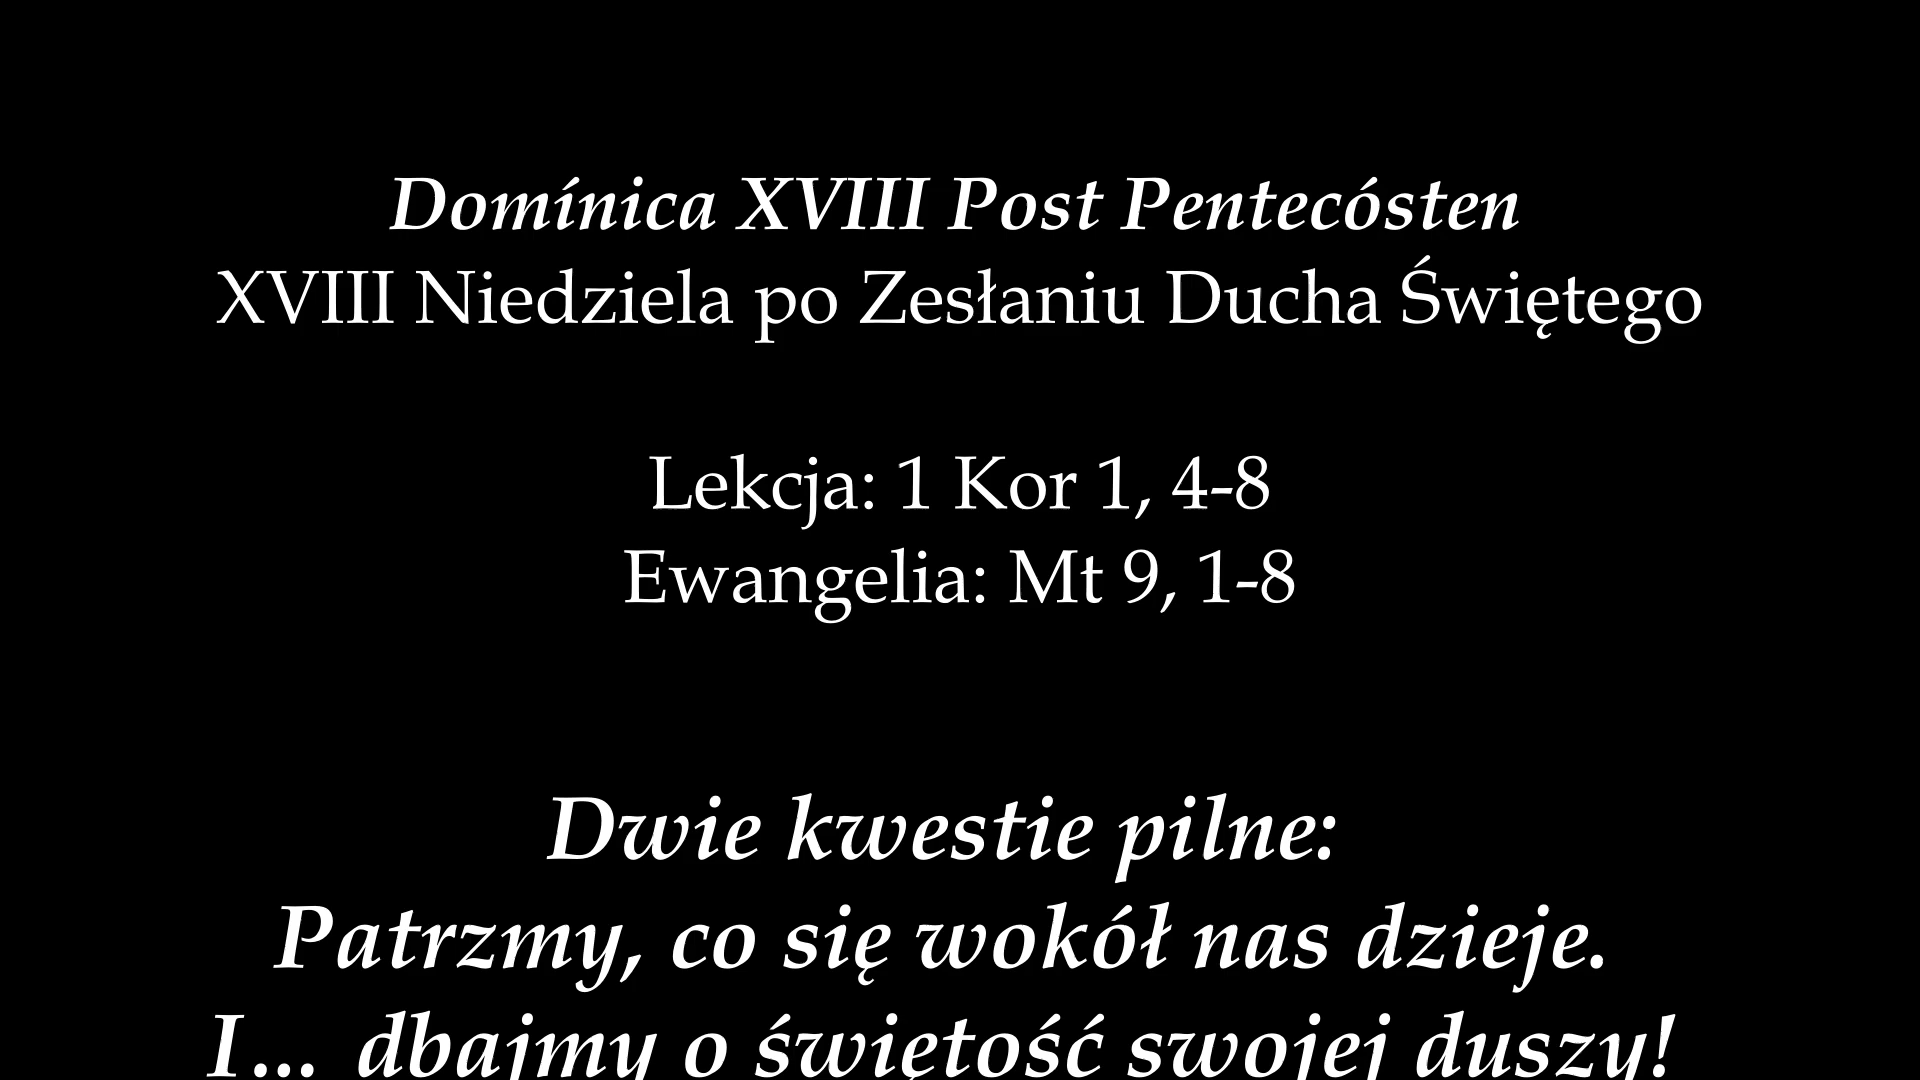 Domínica XVIII Post Pentecósten
XVIII Niedziela po Zesłaniu Ducha Świętego
Lekcja: 1 Kor 1, 4-8
Ewangelia: Mt 9, 1-8
Dwie kwestie pilne:
Patrzmy, co się wokół nas dzieje.
I... dbajmy o świętość swojej duszy!